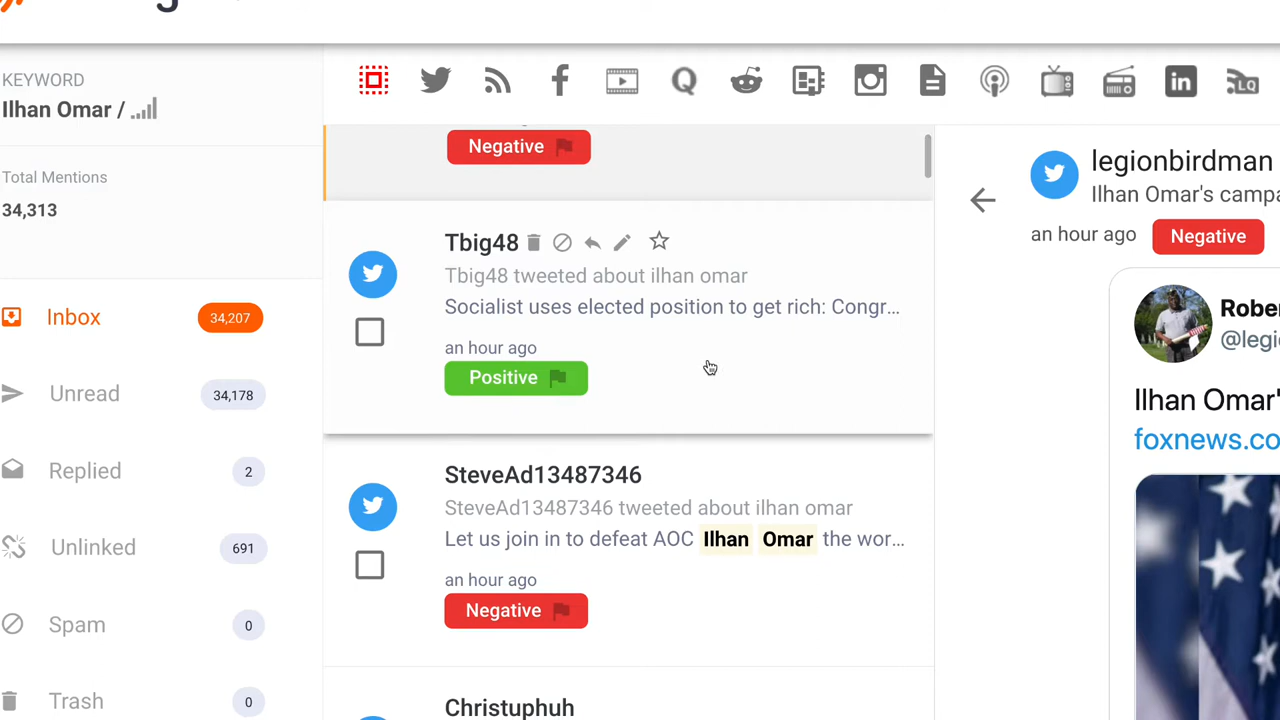 KEYWORD
Ilhan Omar /
Total Mentions
34,313
Inbox 34,207
Unread 34,178
Replied 2
Unlinked 691
Spam 0
Trash 0
Negative
Tbig48
Tbig48 tweeted about ilhan omar
Socialist uses elected position to get rich: Congr...
an hour ago
Positive
SteveAd13487346
SteveAd13487346 tweeted about ilhan omar
Let us join in to defeat AOC Ilhan Omar the wor...
an hour ago
Negative
Christuphuh
legionbirdman
Ilhan Omar's campa
an hour ago Negative
Rober
@legi
Ilhan Omar'
foxnews.co
Q
in
LQ